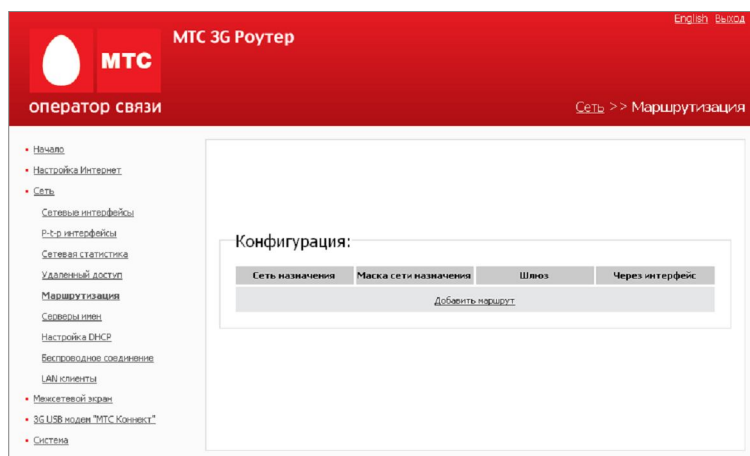 English Выход
МТС 3G Роутер
МТС
оператор связи
Сеть >> Маршрутизация
Начало
Настройка Интернет
Сеть
Сетевые интерфейсы
P-t-p интерфейсы
Сетевая статистика
Удаленный доступ
Маршрутизация
Серверы имен
Настройка DHCP
Беспроводное соединение
LAN клиенты
Межсетевой экран
3G USB модем "МТС Коннект"
Система
Конфигурация:
Сеть назначения Маска сети назначения Шлюз Через интерфейс
Добавить маршрут